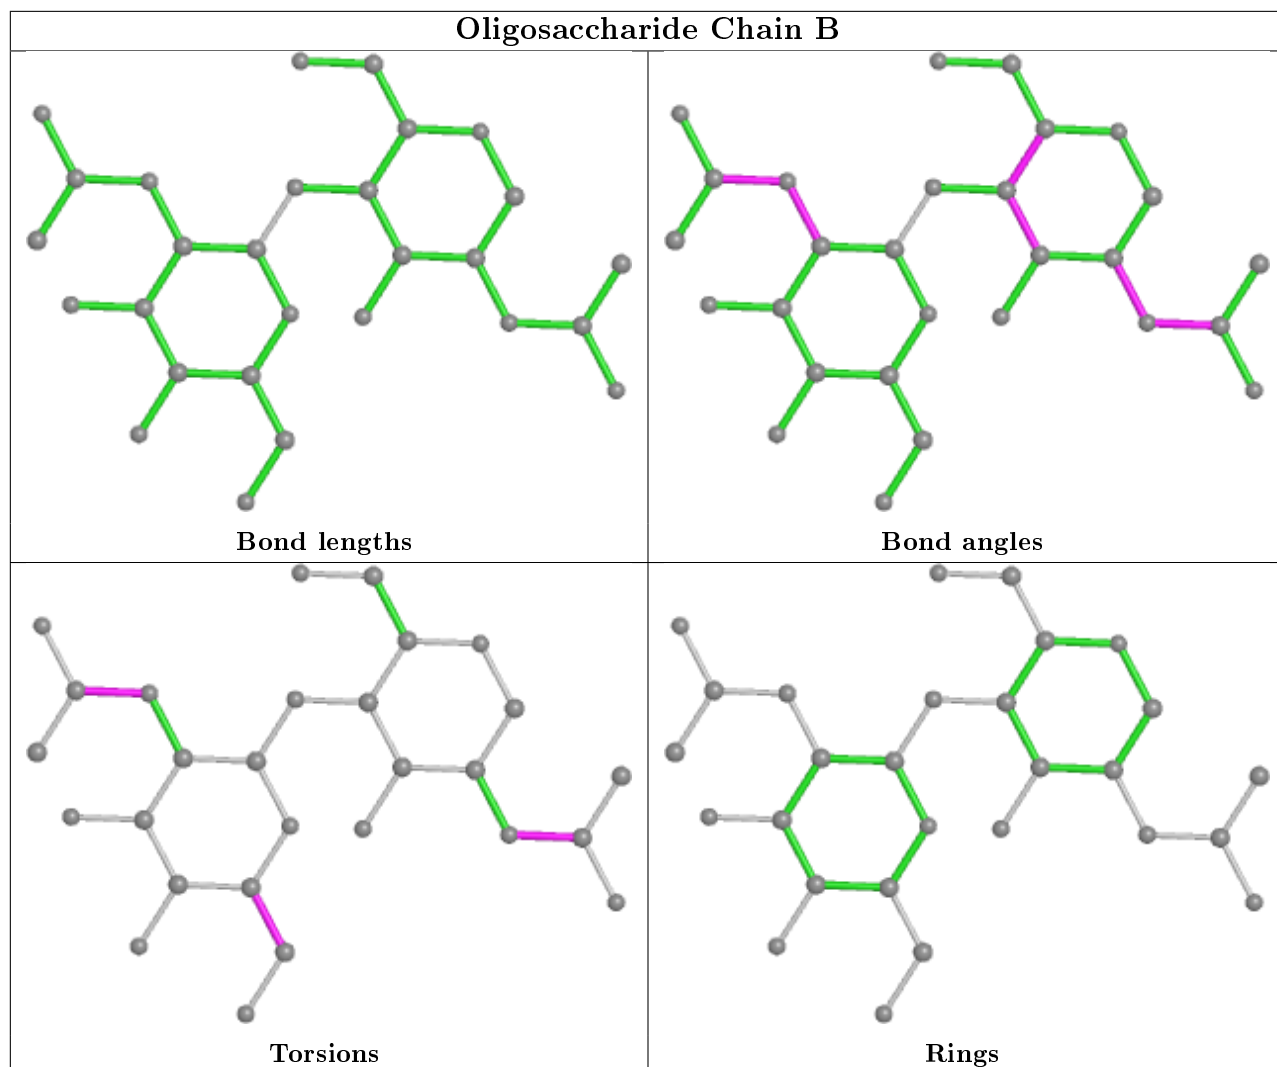 Oligosaccharide Chain B
Bond lengths
Bond angles
Torsions
Rings